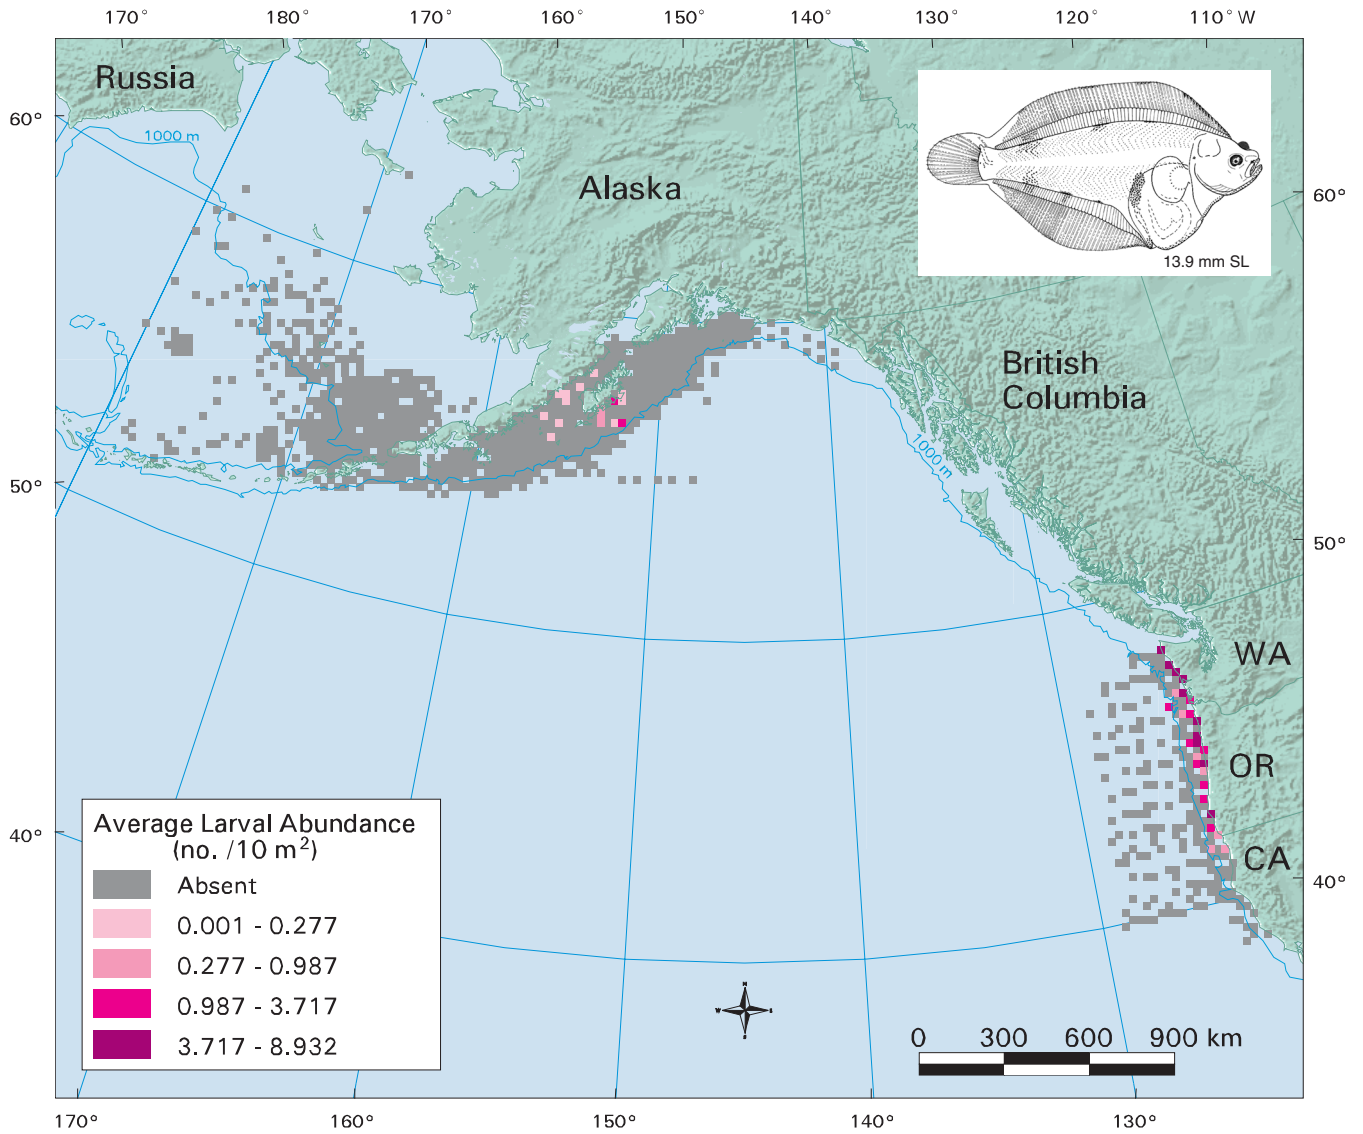 170° 180° 170° 160° 150° 140° 130° 120° 110° W
Russia
60°
1000 m
Alaska
60°
13.9 mm SL
British
Columbia
1000 m
50°
50°
WA
OR
CA
40°
40°
Average Larval Abundance
(no. /10 m²)
Absent
0.001 - 0.277
0.277 - 0.987
0.987 - 3.717
3.717 - 8.932
0 300 600 900 km
170° 160° 150° 140° 130°